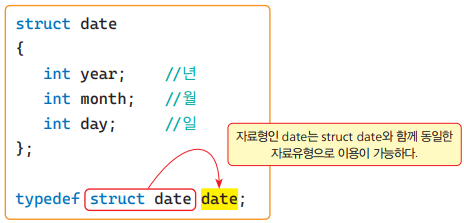 struct date
{
int year; //년
int month; //월
int day; //일
};
자료형인 date는 struct date와 함께 동일한
자료유형으로 이용이 가능하다.
typedef struct date date;